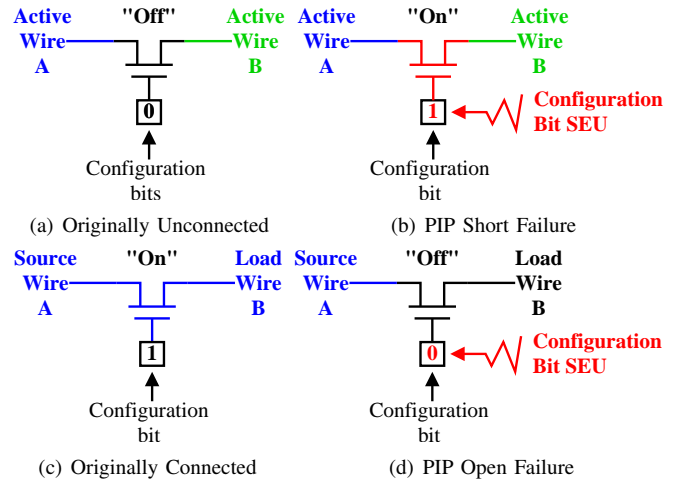 Active Wire A
"Off"
Active Wire B
0
Configuration bits
(a) Originally Unconnected
Active Wire A
"On"
Active Wire B
1
Configuration Bit SEU
Configuration bit
(b) PIP Short Failure
Source Wire A
"On"
Load Wire B
1
Configuration bit
(c) Originally Connected
Source Wire A
"Off"
Load Wire B
0
Configuration Bit SEU
Configuration bit
(d) PIP Open Failure